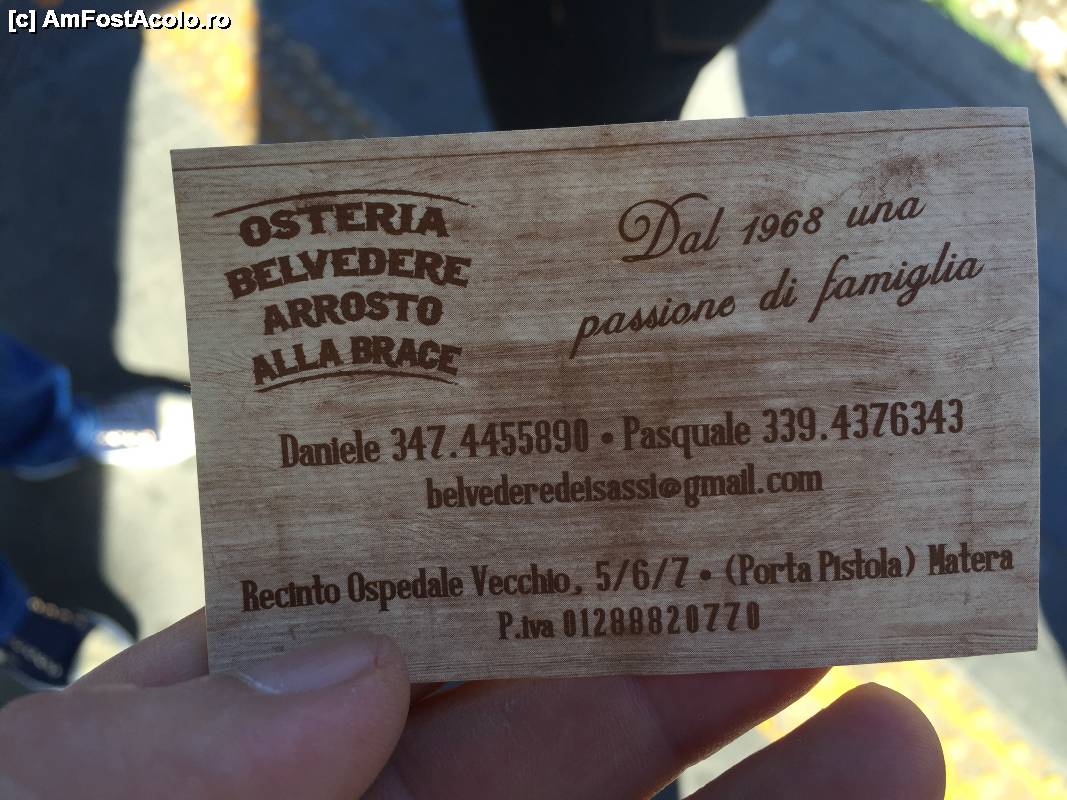 [c] AmFostAcolo.ro
OSTERIA
BELVEDERE
ARROSTO
ALLA BRACE
Dal 1968 una
passione di famiglia
Daniele 347.4455890 • Pasquale 339.4376343
belvederedeisassi@gmail.com
Recinto Ospedale Vecchio, 5/6/7 • (Porta Pistola) Matera
P.iva 01288820770